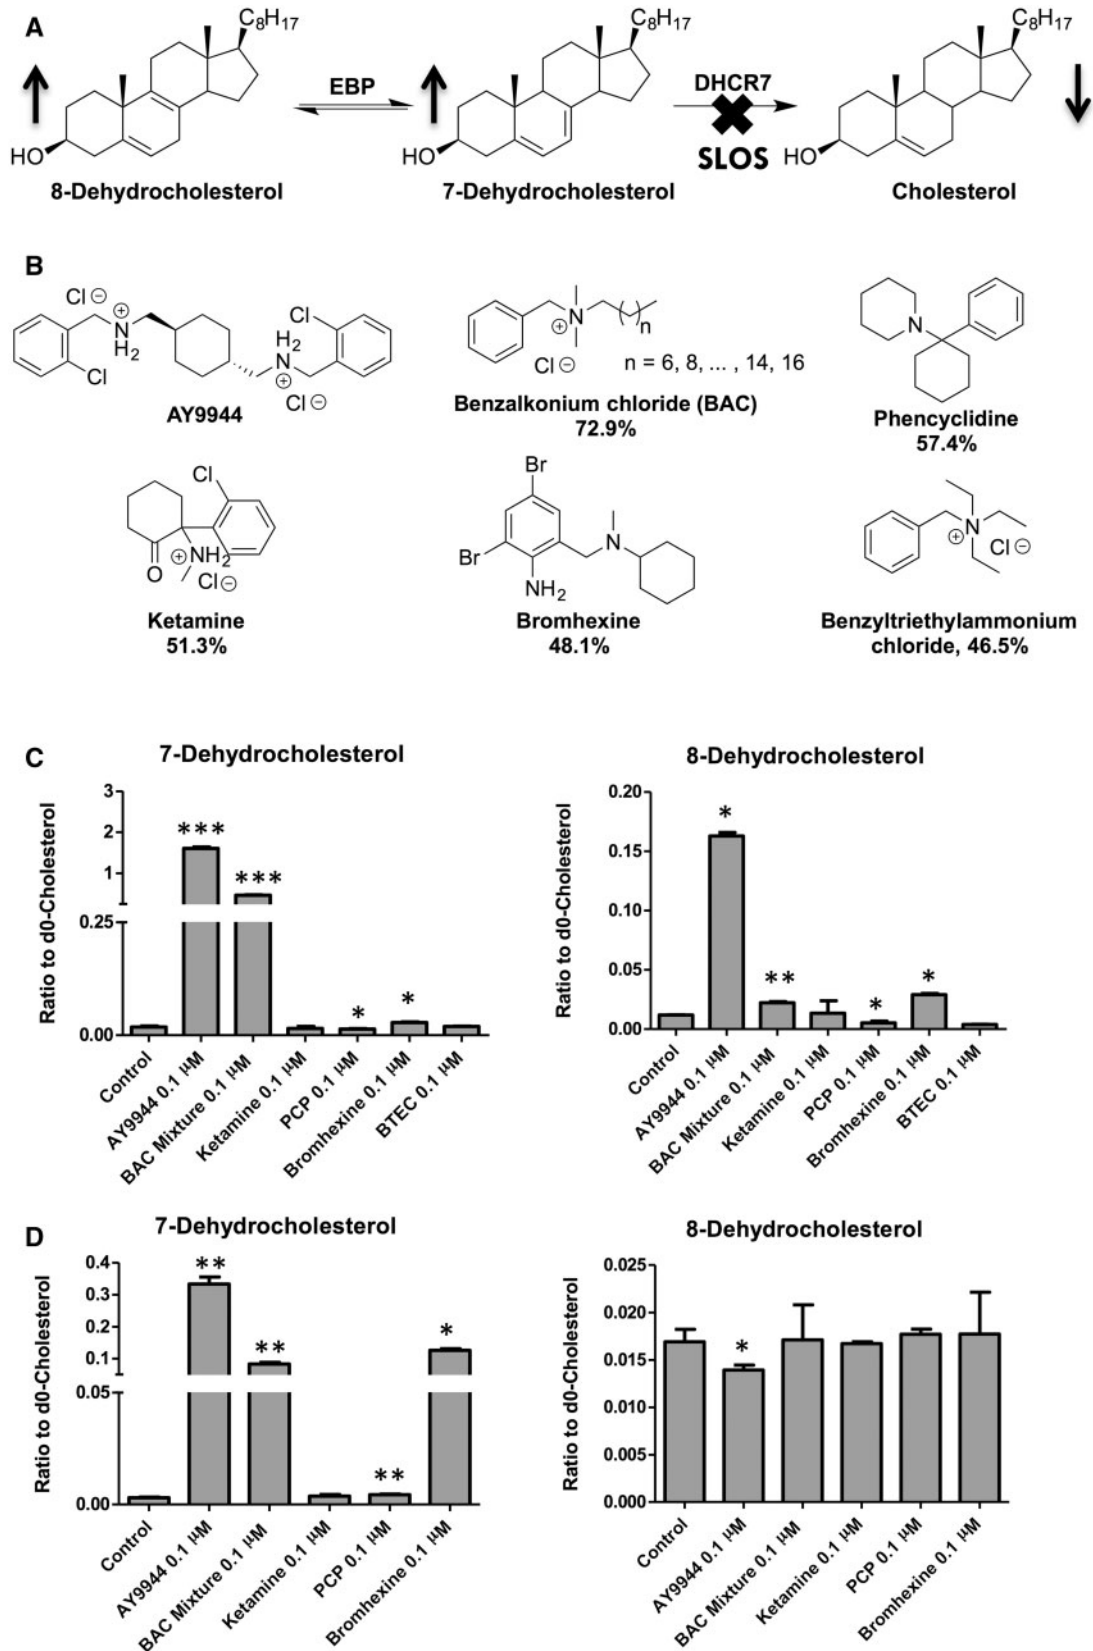 A
C8H17
C8H17
C8H17
EBP
DHCR7
SLOS
HO
HO
HO
8-Dehydrocholesterol
7-Dehydrocholesterol
Cholesterol
B
Cl ⊖
⊕
N
H2
Cl
Cl
H2
N
⊕
Cl ⊖
AY9944
N
⊕
n
Cl ⊖
n = 6, 8, ... , 14, 16
Benzalkonium chloride (BAC)
72.9%
N
Phencyclidine
57.4%
Cl
O
⊕ NH2
Cl ⊖
Ketamine
51.3%
Br
Br
N
NH2
Bromhexine
48.1%
N
⊕
Cl ⊖
Benzyltriethylammonium
chloride, 46.5%
C
7-Dehydrocholesterol
Ratio to d0-Cholesterol
3
2
1
0.25
0.00
***
***
*
*
Control
AY9944 0.1 μM
BAC Mixture 0.1 μM
Ketamine 0.1 μM
PCP 0.1 μM
Bromhexine 0.1 μM
BTEC 0.1 μM
8-Dehydrocholesterol
Ratio to d0-Cholesterol
0.20
0.15
0.10
0.05
0.00
*
**
*
*
Control
AY9944 0.1 μM
BAC Mixture 0.1 μM
Ketamine 0.1 μM
PCP 0.1 μM
Bromhexine 0.1 μM
BTEC 0.1 μM
D
7-Dehydrocholesterol
Ratio to d0-Cholesterol
0.4
0.3
0.2
0.1
0.05
0.00
**
**
**
*
Control
AY9944 0.1 μM
BAC Mixture 0.1 μM
Ketamine 0.1 μM
PCP 0.1 μM
Bromhexine 0.1 μM
8-Dehydrocholesterol
Ratio to d0-Cholesterol
0.025
0.020
0.015
0.010
0.005
0.000
*
Control
AY9944 0.1 μM
BAC Mixture 0.1 μM
Ketamine 0.1 μM
PCP 0.1 μM
Bromhexine 0.1 μM